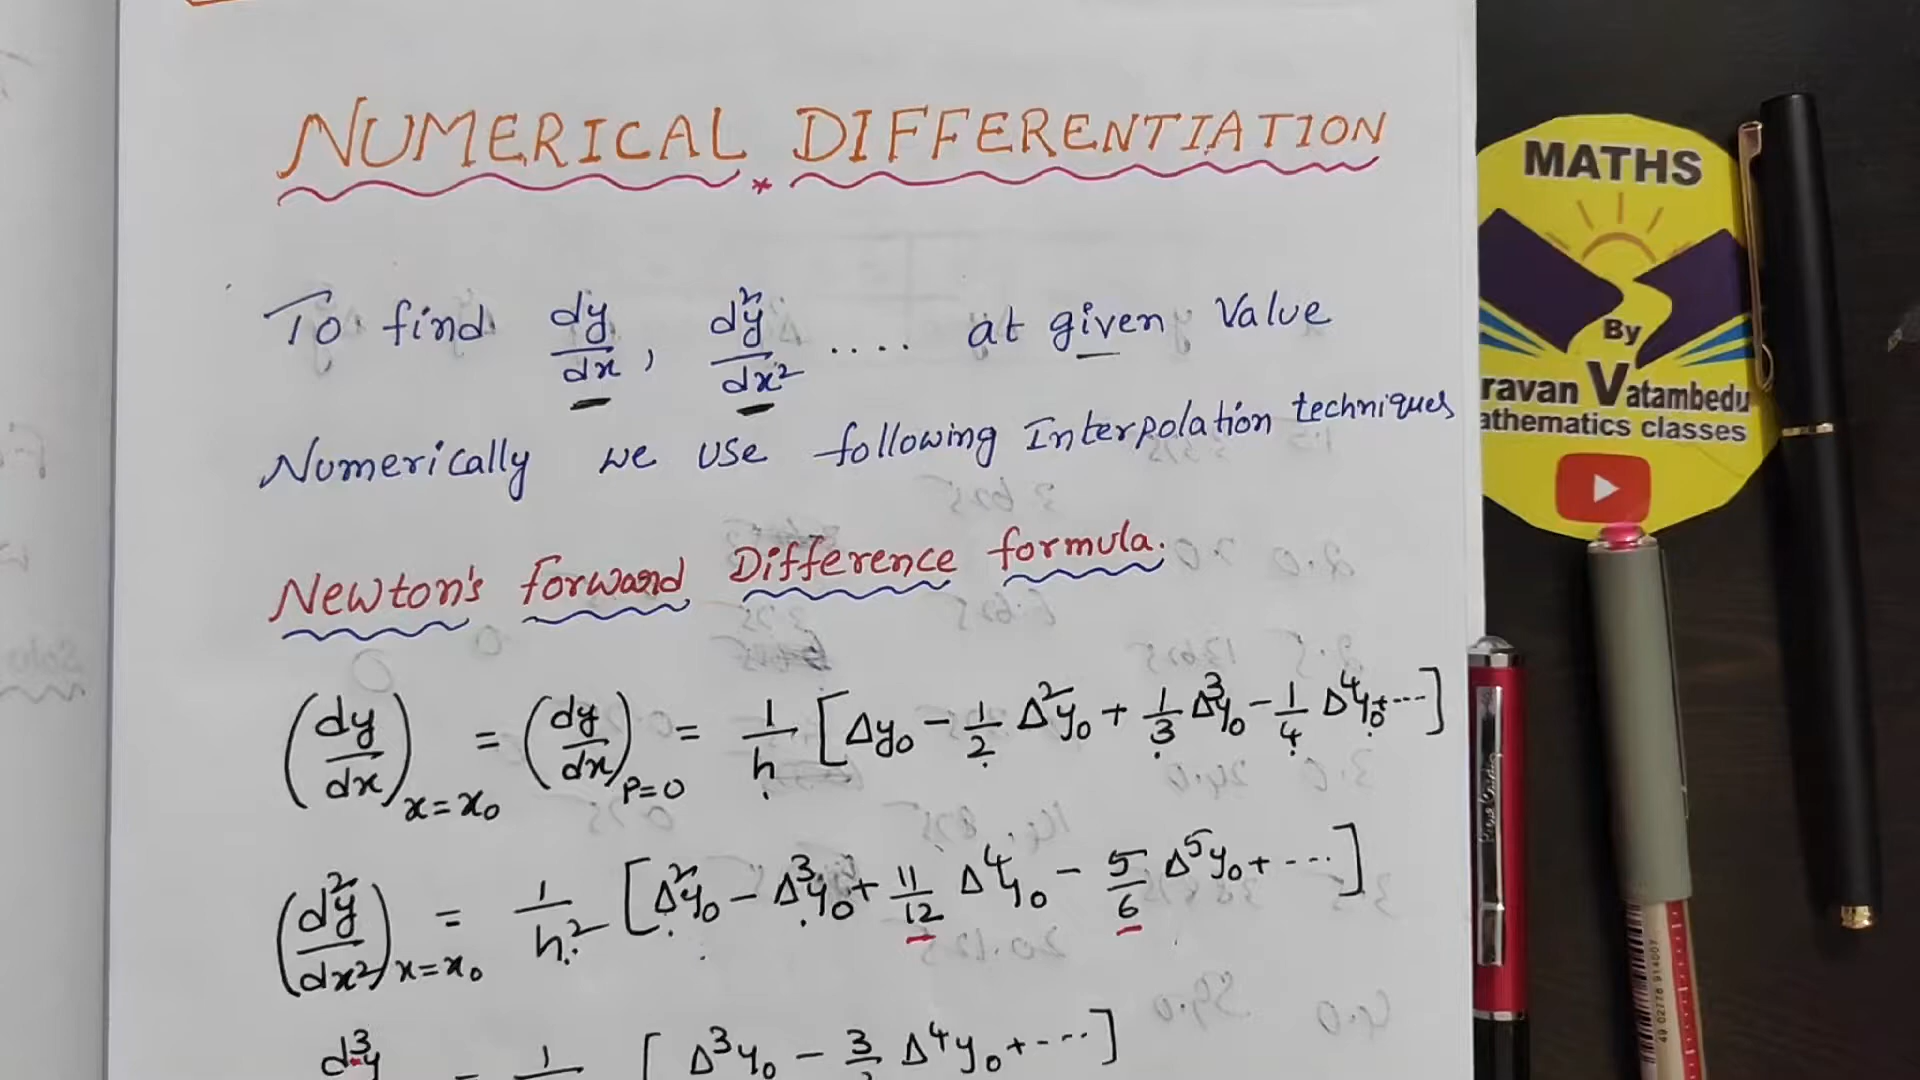 NUMERICAL DIFFERENTIATION
To find dy/dx, d²y/dx² .... at given Value
Numerically we use following Interpolation techniques
Newton's forward Difference formula.
(dy/dx)x=x₀ = (dy/dx)P=0 = 1/h [Δy₀ - 1/2 Δ²y₀ + 1/3 Δ³y₀ - 1/4 Δ⁴y₀+---]
(d²y/dx²)x=x₀ = 1/h² [Δ²y₀ - Δ³y₀ + 11/12 Δ⁴y₀ - 5/6 Δ⁵y₀ + ---]
d³y = 1 [Δ³y₀ - 3 Δ⁴y₀ + ---]
MATHS
By
ravan Vatambedu
athematics classes